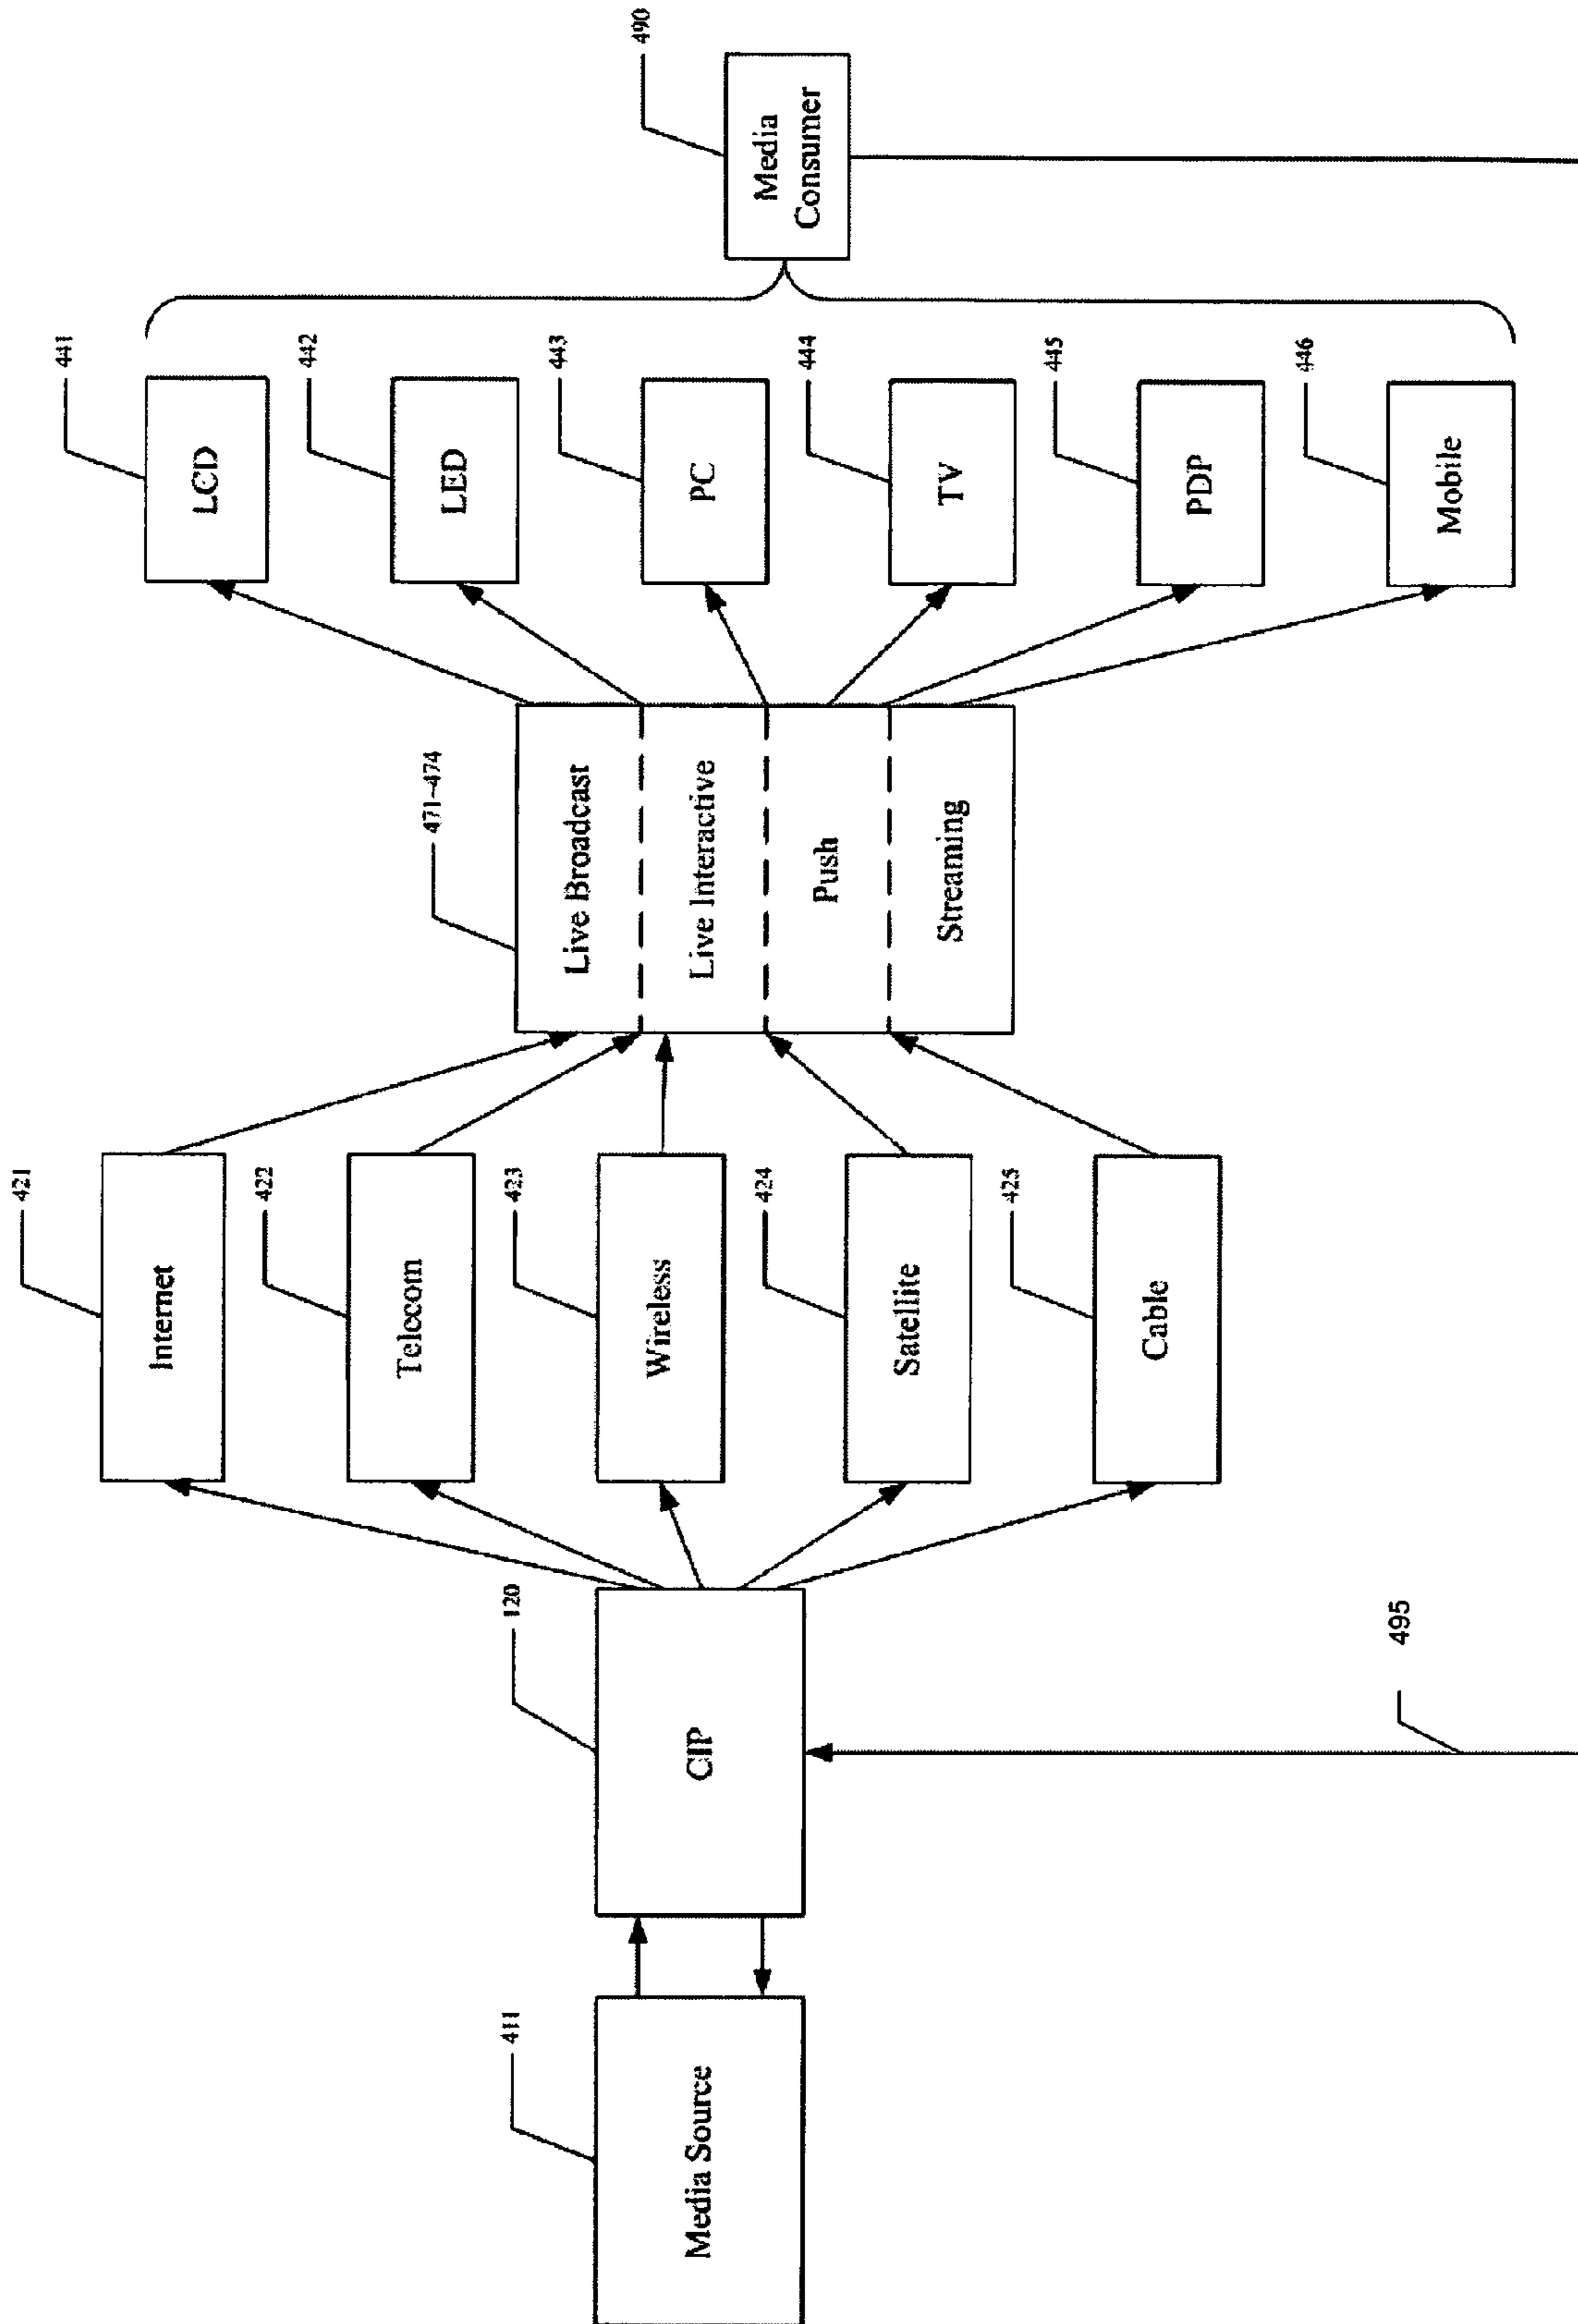 411
Media Source
120
CIP
495
421
Internet
422
Telecom
423
Wireless
424
Satellite
425
Cable
471~474
Live Broadcast
Live Interactive
Push
Streaming
441
LCD
442
LED
443
PC
444
TV
445
PDP
446
Mobile
490
Media
Consumer